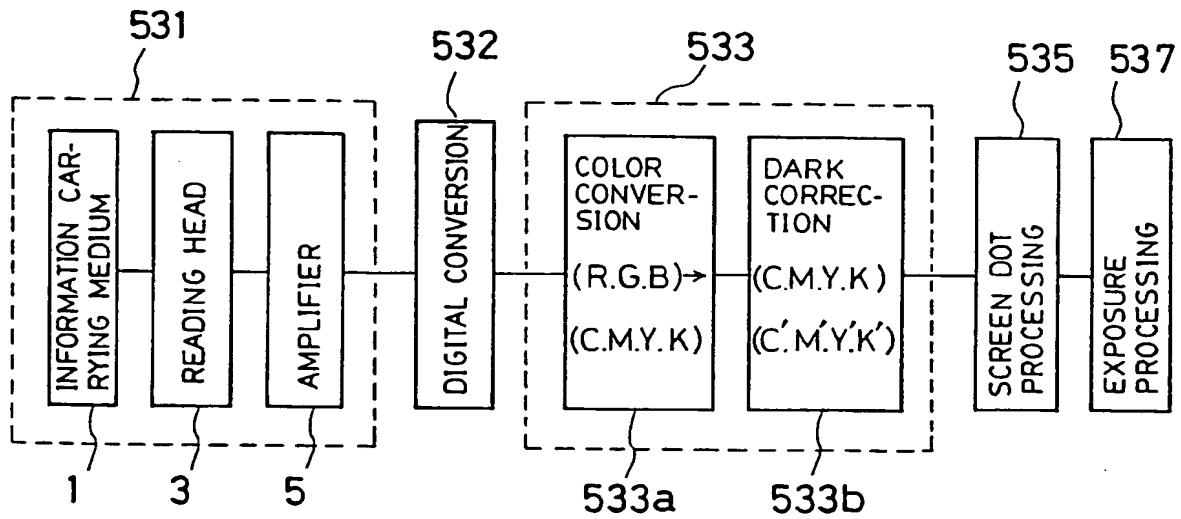 531
532
533
535
537
INFORMATION CAR-
RYING MEDIUM
READING HEAD
AMPLIFIER
DIGITAL CONVERSION
COLOR
CONVER-
SION
(R.G.B)→
(C.M.Y.K)
DARK
CORREC-
TION
(C.M.Y.K)
(C'.M'.Y'.K')
SCREEN DOT
PROCESSING
EXPOSURE
PROCESSING
1
3
5
533a
533b